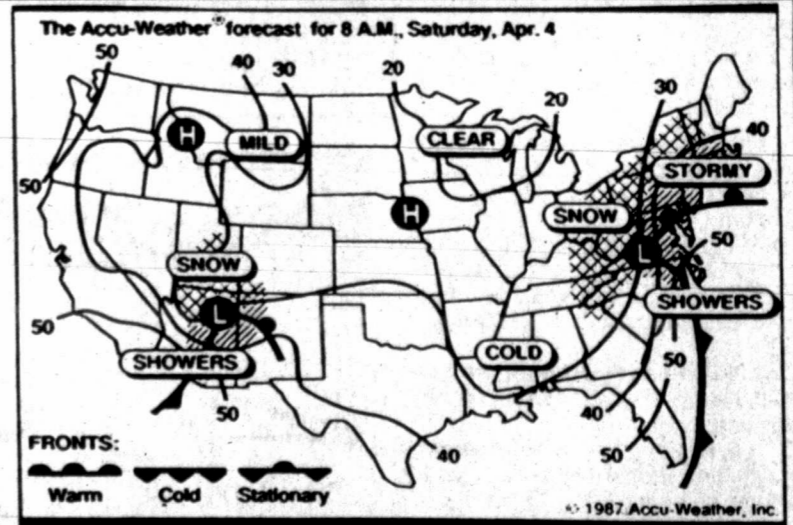 The Accu-Weather® forecast for 8 A.M., Saturday, Apr. 4
50
40
30
20
20
30
40
H
MILD
CLEAR
STORMY
50
H
SNOW
50
SNOW
L
L
SHOWERS
50
SHOWERS
COLD
50
50
40
50
40
FRONTS:
Warm
Cold
Stationary
© 1987 Accu-Weather, Inc.